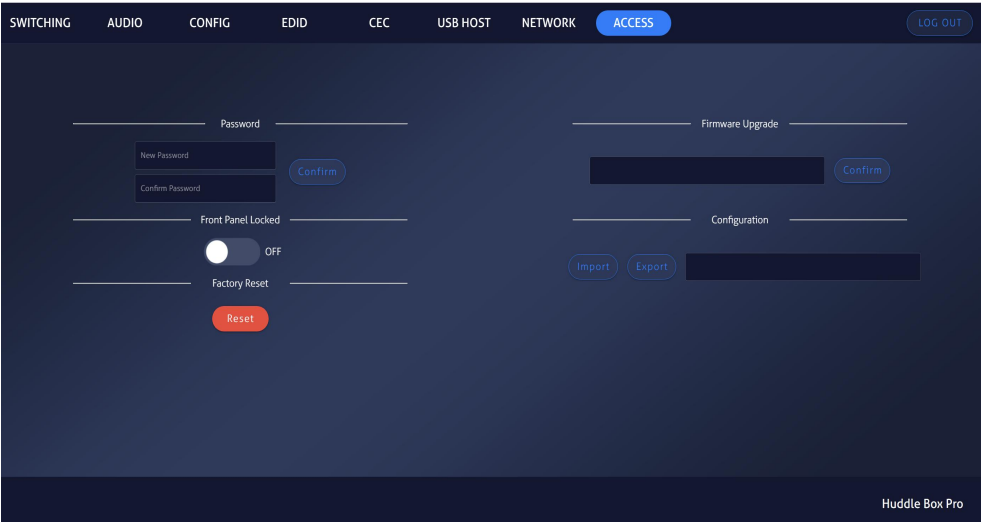 SWITCHING AUDIO CONFIG EDID CEC USB HOST NETWORK ACCESS LOG OUT
Password
New Password
Confirm Password
Confirm
Front Panel Locked
OFF
Factory Reset
Reset
Firmware Upgrade
Confirm
Configuration
Import Export
Huddle Box Pro